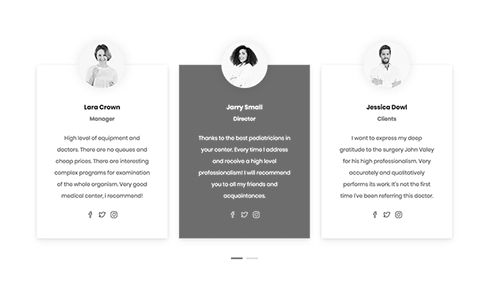 Lara Crown
Manager
High level of equipment and
doctors. There are no queues and
cheap prices. There are interesting
complex programs for examination
of the whole organism. Very good
medical center, i recommend!
Jarry Small
Director
Thanks to the best pediatricians in
your center. Every time I address
and receive a high level
professionalism! I will recommend
you to all my friends and
acquaintances.
Jessica Dowl
Clients
I want to express my deep
gratitude to the surgery John Valey
for his high professionalism. Very
accurately and qualitatively
performs its work. It's not the first
time I've been referring this doctor.